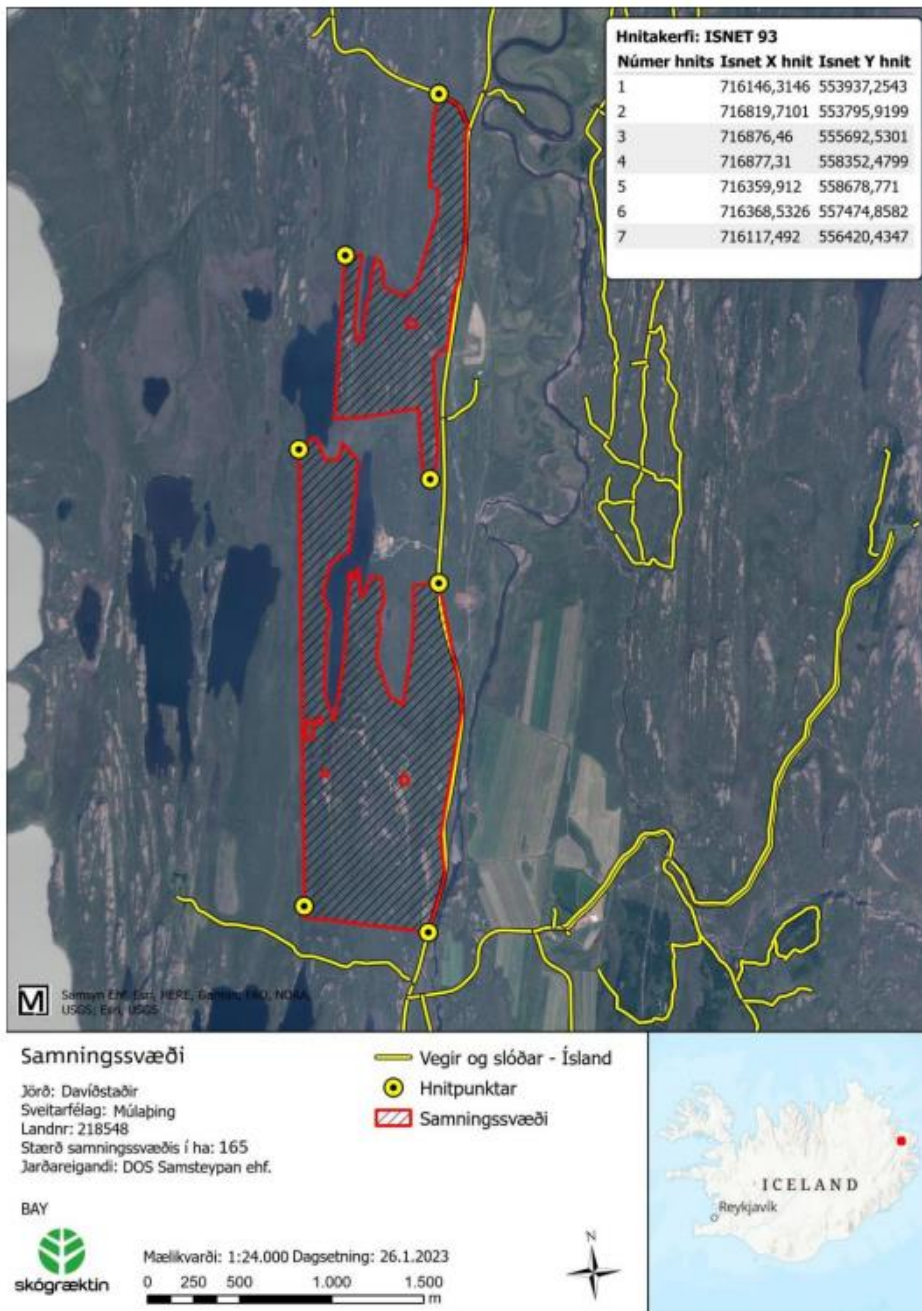 Hnitakerfi: ISNET 93
Númer hnits Isnet X hnit Isnet Y hnit
1 716146,3146 553937,2543
2 716819,7101 553795,9199
3 716876,46 555692,5301
4 716877,31 558352,4799
5 716359,912 558678,771
6 716368,5326 557474,8582
7 716117,492 556420,4347
M
Samsyn Ehf. Esri, HERE, Garmin, FAO, NOAA,
USGS; Esri, USGS
Samningssvæði
Jörð: Davíðstaðir
Sveitarfélag: Múlaþing
Landnr: 218548
Stærð samningssvæðis í ha: 165
Jarðareigandi: DOS Samsteypan ehf.
BAY
skógræktin
Vegir og slóðar - Ísland
Hnitpunktar
Samningssvæði
Mælikvarði: 1:24.000 Dagsetning: 26.1.2023
0 250 500 1.000 1.500
m
N
ICELAND
Reykjavík